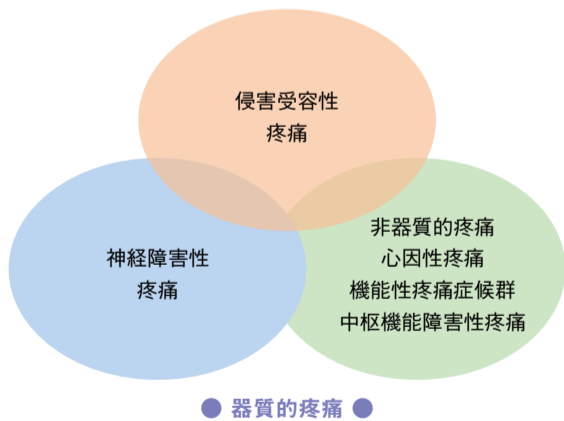 侵害受容性
疼痛
神経障害性
疼痛
非器質的疼痛
心因性疼痛
機能性疼痛症候群
中枢機能障害性疼痛
● 器質的疼痛 ●